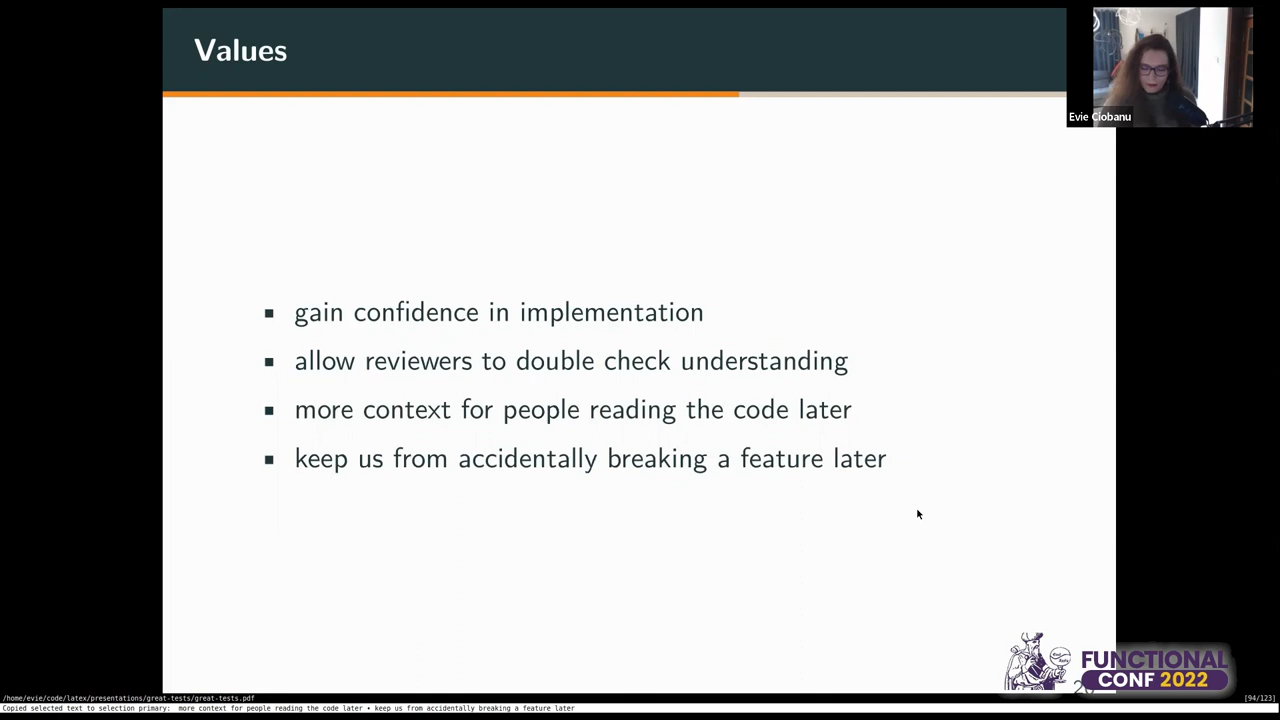 Values
Evie Ciobanu
▪ gain confidence in implementation
▪ allow reviewers to double check understanding
▪ more context for people reading the code later
▪ keep us from accidentally breaking a feature later
FUNCTIONAL
CONF 2022
/home/evie/code/latex/presentations/great-tests/great-tests.pdf
[94/123]
Copied selected text to selection primary: more context for people reading the code later • keep us from accidentally breaking a feature later